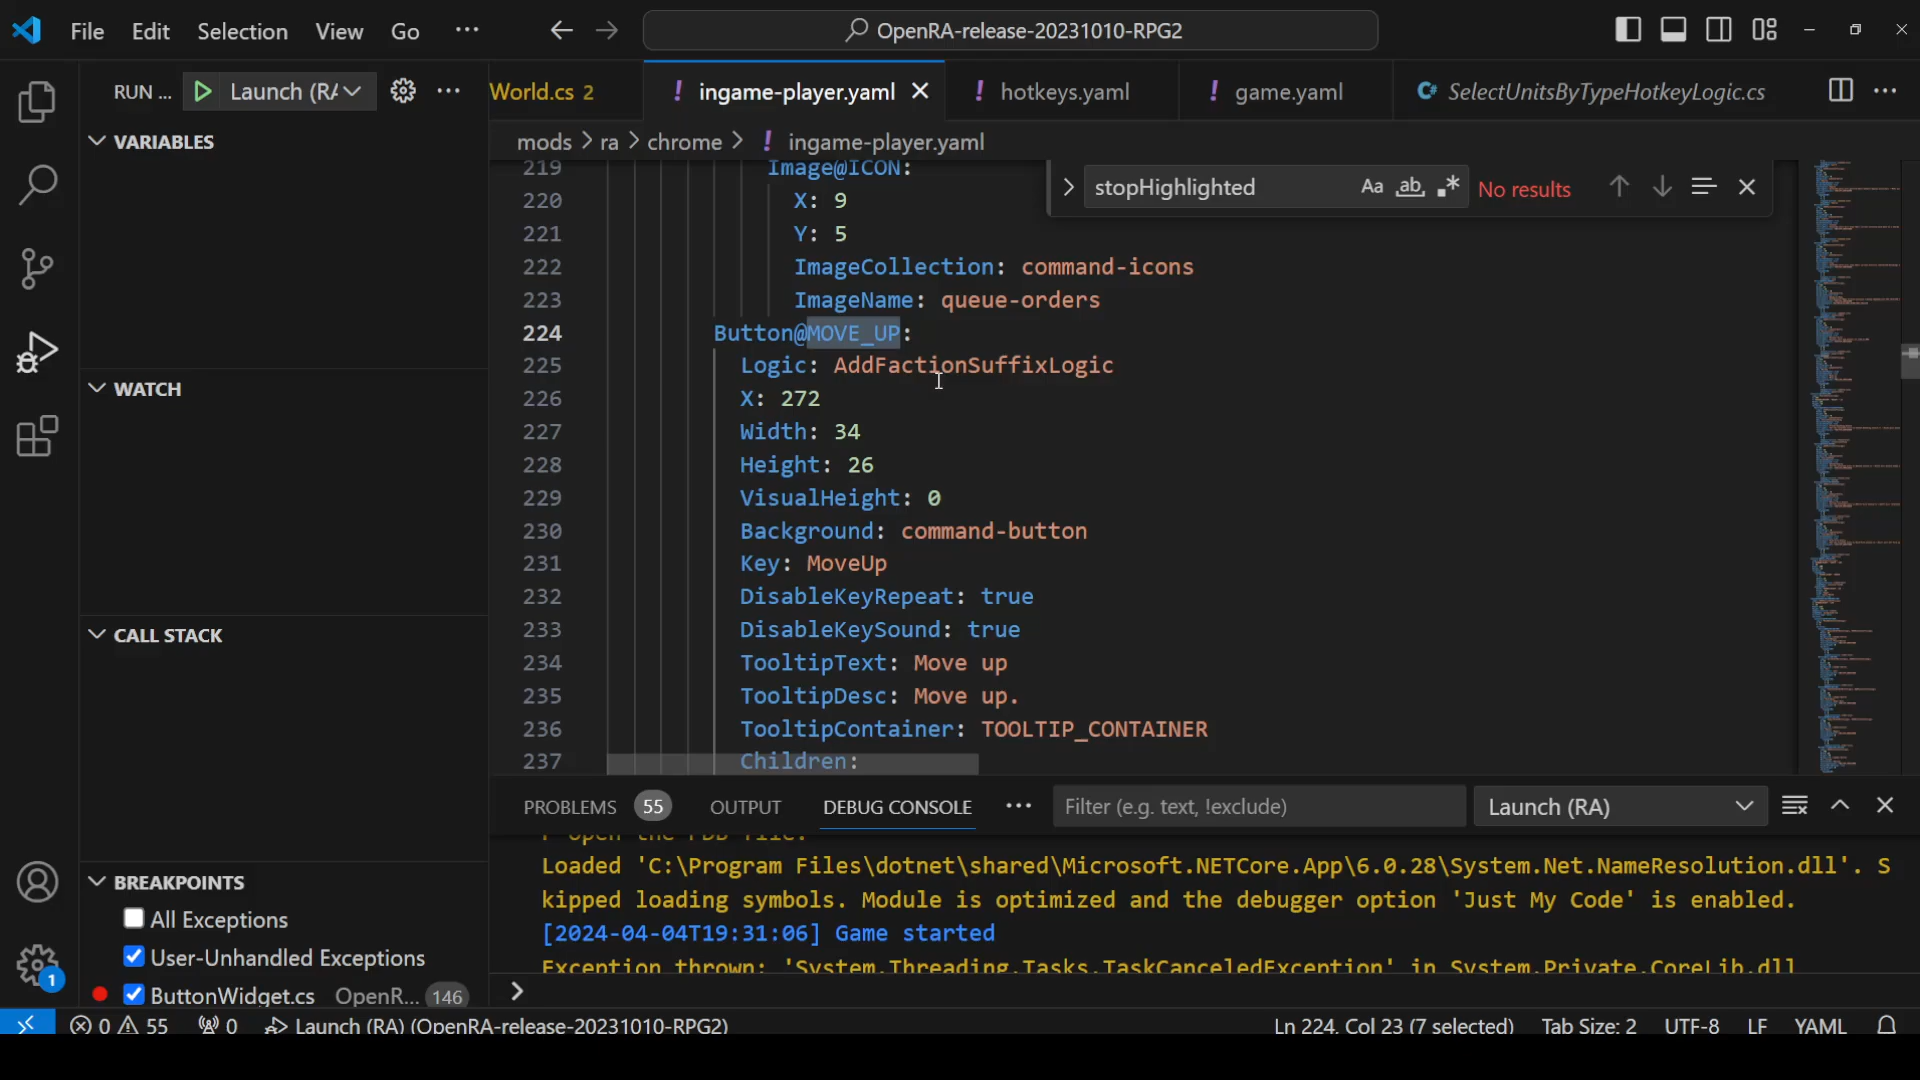 File Edit Selection View Go ··· OpenRA-release-20231010-RPG2
RUN ... Launch (RA ···
World.cs 2 ! ingame-player.yaml ! hotkeys.yaml ! game.yaml C# SelectUnitsByTypeHotkeyLogic.cs ···
mods > ra > chrome > ! ingame-player.yaml
stopHighlighted Aa ab No results
VARIABLES
WATCH
CALL STACK
BREAKPOINTS
All Exceptions
User-Unhandled Exceptions
ButtonWidget.cs OpenR... 146
219 Image@ICON:
220 X: 9
221 Y: 5
222 ImageCollection: command-icons
223 ImageName: queue-orders
224 Button@MOVE_UP:
225 Logic: AddFactionSuffixLogic
226 X: 272
227 Width: 34
228 Height: 26
229 VisualHeight: 0
230 Background: command-button
231 Key: MoveUp
232 DisableKeyRepeat: true
233 DisableKeySound: true
234 TooltipText: Move up
235 TooltipDesc: Move up.
236 TooltipContainer: TOOLTIP_CONTAINER
237 Children:
PROBLEMS 55 OUTPUT DEBUG CONSOLE ··· Filter (e.g. text, !exclude) Launch (RA)
open the PDB file.
Loaded 'C:\Program Files\dotnet\shared\Microsoft.NETCore.App\6.0.28\System.Net.NameResolution.dll'. S
kipped loading symbols. Module is optimized and the debugger option 'Just My Code' is enabled.
[2024-04-04T19:31:06] Game started
Exception thrown: 'System.Threading.Tasks.TaskCanceledException' in System.Private.CoreLib.dll
>
1
0 55 0 Launch (RA) (OpenRA-release-20231010-RPG2) Ln 224, Col 23 (7 selected) Tab Size: 2 UTF-8 LF YAML